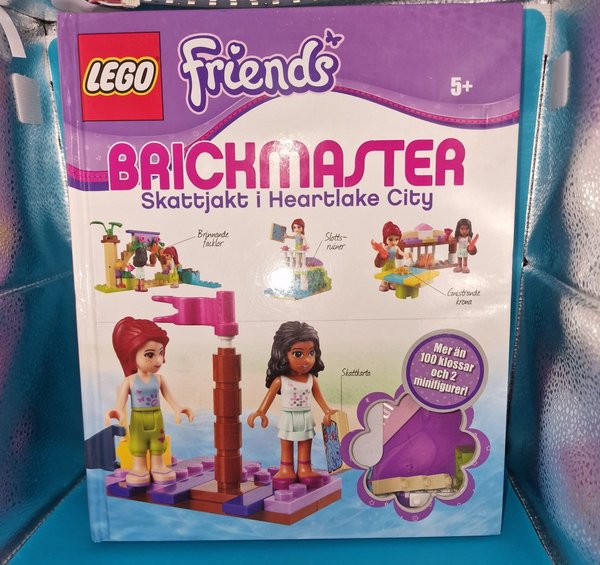 LEGO
Friends
5+
BRICKMASTER
Skattjakt i Heartlake City
Brinnande
facklor
Slotts-
ruiner
Gnistrande
krona
Skattkarta
Mer än
100 klossar
och 2
minifigurer!